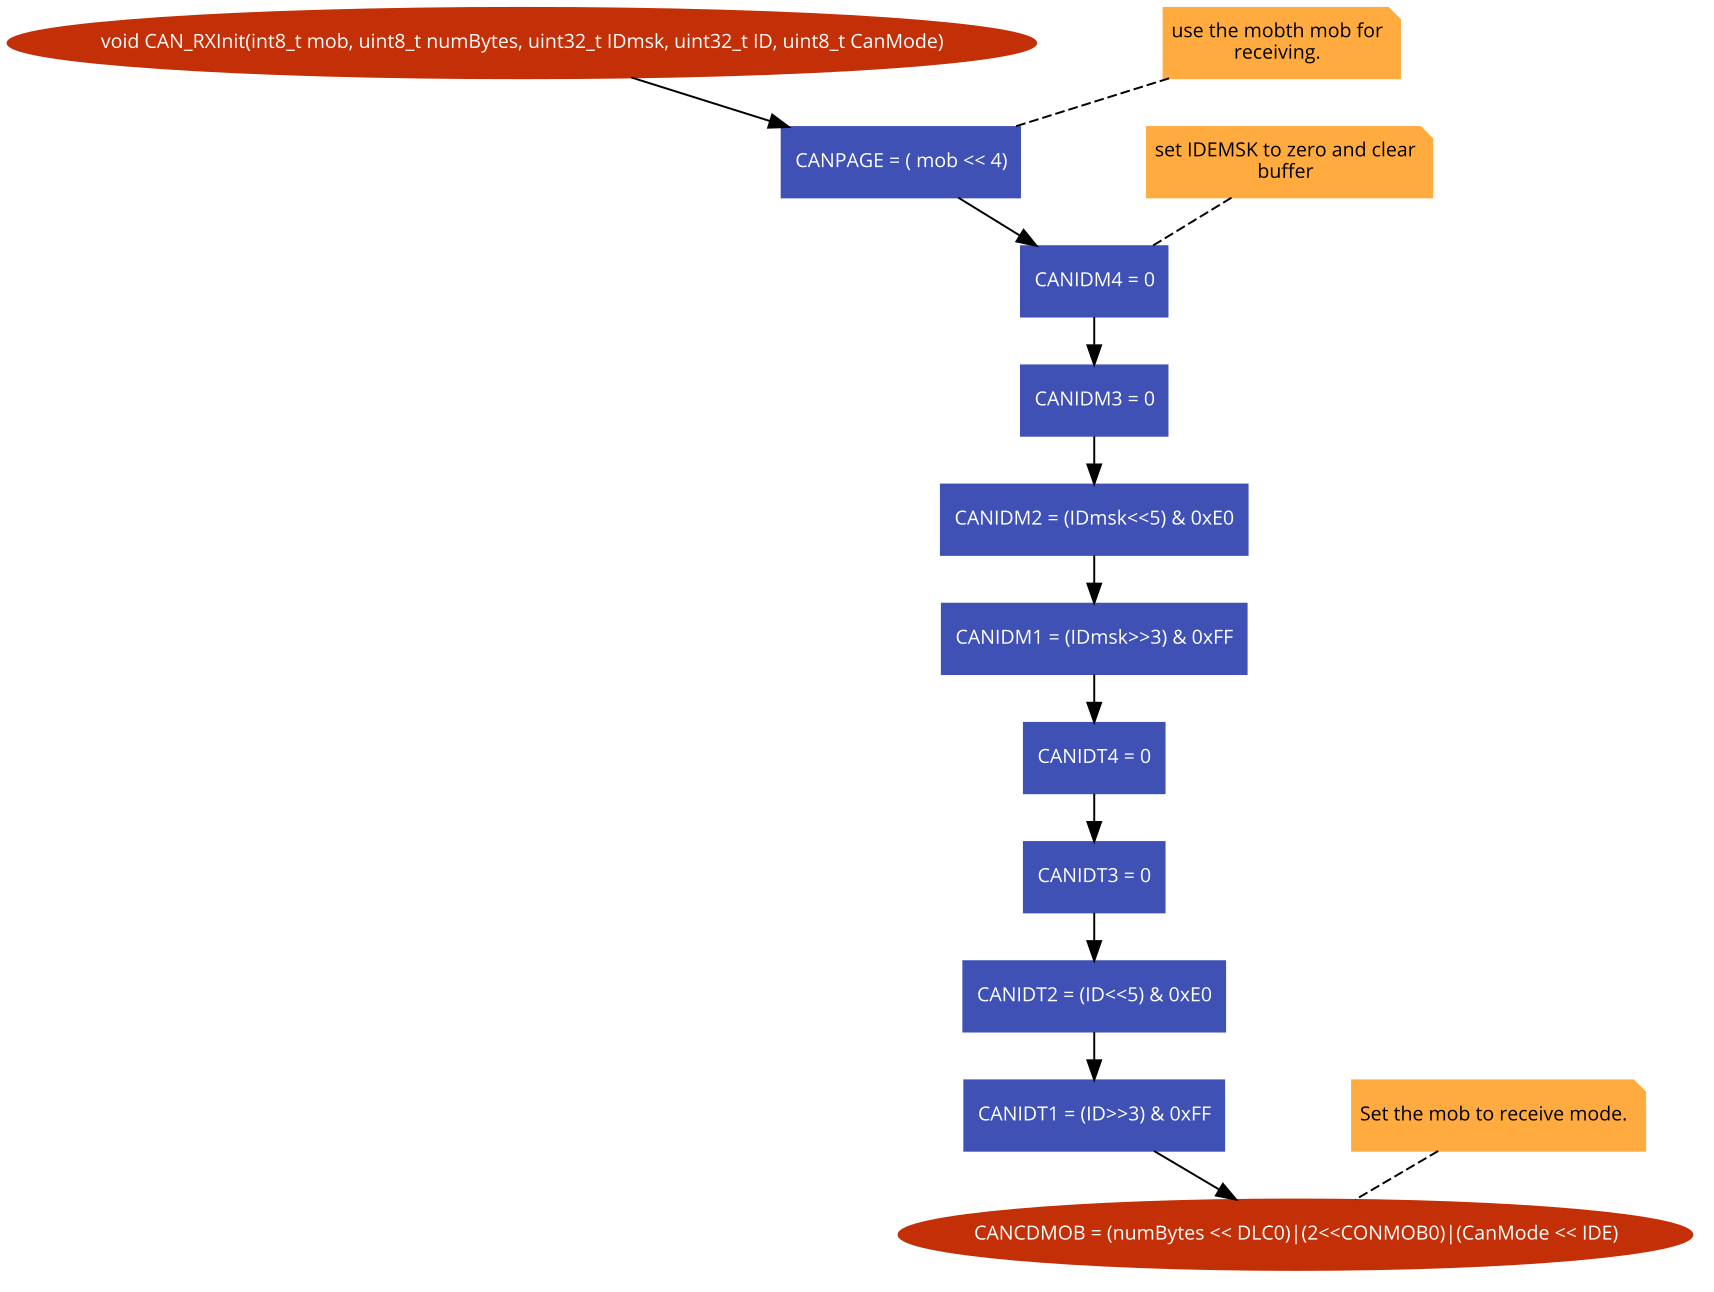 void CAN_RXInit(int8_t mob, uint8_t numBytes, uint32_t IDmsk, uint32_t ID, uint8_t CanMode)
use the mobth mob for
receiving.
CANPAGE = ( mob << 4)
set IDEMSK to zero and clear
buffer
CANIDM4 = 0
CANIDM3 = 0
CANIDM2 = (IDmsk<<5) & 0xE0
CANIDM1 = (IDmsk>>3) & 0xFF
CANIDT4 = 0
CANIDT3 = 0
CANIDT2 = (ID<<5) & 0xE0
CANIDT1 = (ID>>3) & 0xFF
Set the mob to receive mode.
CANCDMOB = (numBytes << DLC0)|(2<<CONMOB0)|(CanMode << IDE)